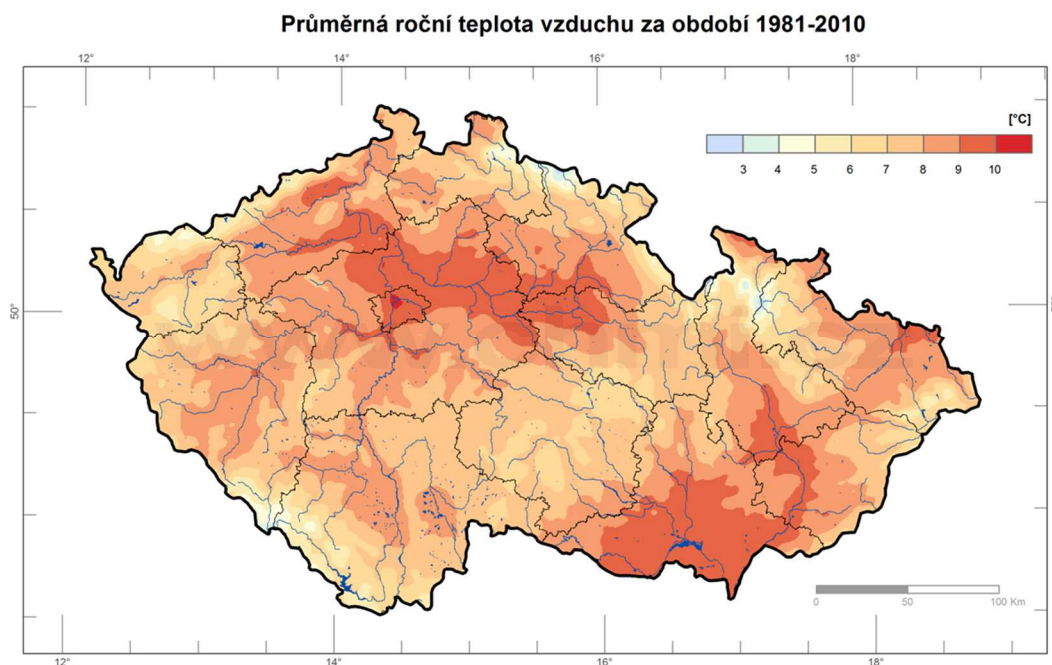 Průměrná roční teplota vzduchu za období 1981-2010
12° 14° 16° 18°
[°C]
3 4 5 6 7 8 9 10
50°
0 50 100 Km
12° 14° 16° 18°